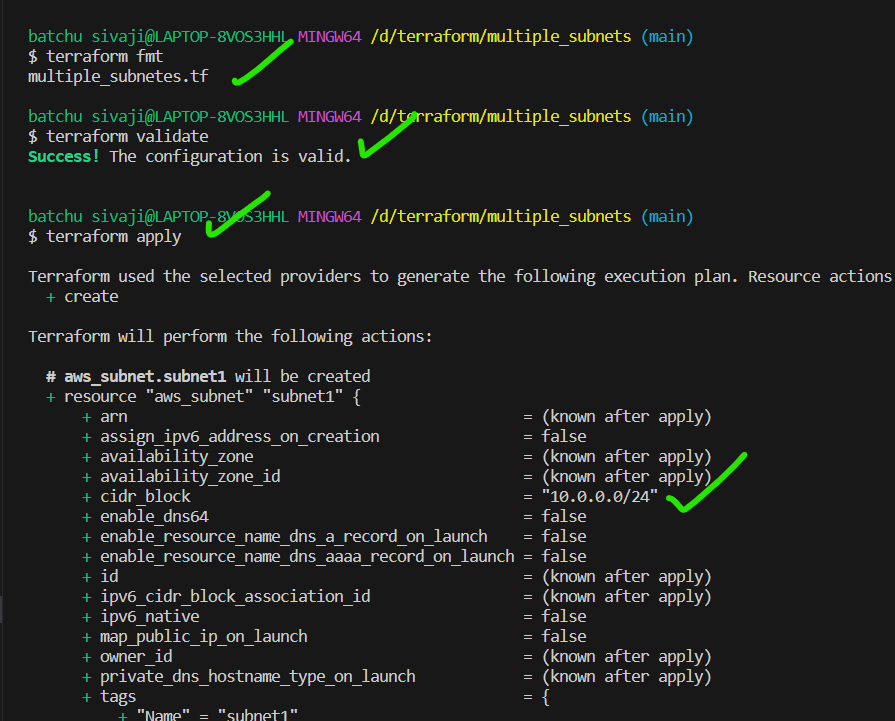 batchu sivaji@LAPTOP-8VOS3HHL MINGW64 /d/terraform/multiple_subnets (main)
$ terraform fmt
multiple_subnetes.tf
batchu sivaji@LAPTOP-8VOS3HHL MINGW64 /d/terraform/multiple_subnets (main)
$ terraform validate
Success! The configuration is valid.
batchu sivaji@LAPTOP-8VOS3HHL MINGW64 /d/terraform/multiple_subnets (main)
$ terraform apply
Terraform used the selected providers to generate the following execution plan. Resource actions
+ create
Terraform will perform the following actions:
# aws_subnet.subnet1 will be created
+ resource "aws_subnet" "subnet1" {
+ arn = (known after apply)
+ assign_ipv6_address_on_creation = false
+ availability_zone = (known after apply)
+ availability_zone_id = (known after apply)
+ cidr_block = "10.0.0.0/24"
+ enable_dns64 = false
+ enable_resource_name_dns_a_record_on_launch = false
+ enable_resource_name_dns_aaaa_record_on_launch = false
+ id = (known after apply)
+ ipv6_cidr_block_association_id = (known after apply)
+ ipv6_native = false
+ map_public_ip_on_launch = false
+ owner_id = (known after apply)
+ private_dns_hostname_type_on_launch = (known after apply)
+ tags = {
+ "Name" = "subnet1"